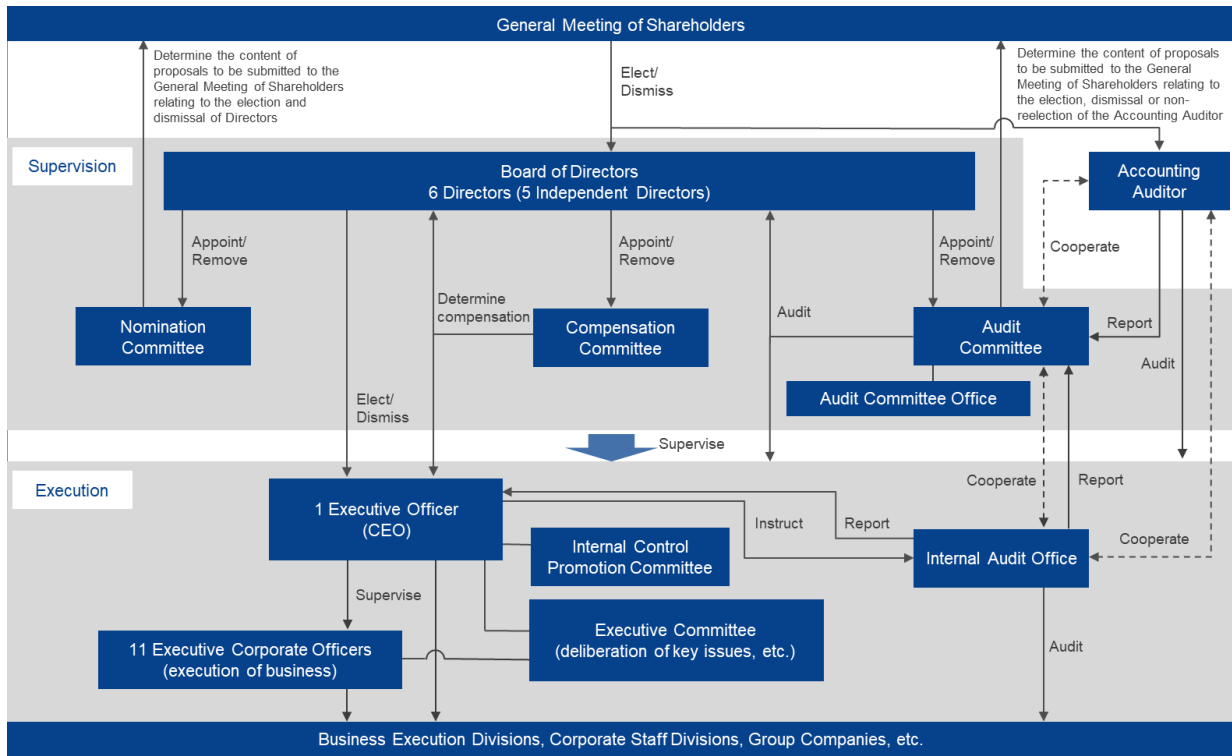 General Meeting of Shareholders
Determine the content of
proposals to be submitted to the
General Meeting of Shareholders
relating to the election and
dismissal of Directors
Elect/
Dismiss
Determine the content of proposals
to be submitted to the General
Meeting of Shareholders relating to
the election, dismissal or non-
reelection of the Accounting Auditor
Supervision
Board of Directors
6 Directors (5 Independent Directors)
Accounting
Auditor
Appoint/
Remove
Appoint/
Remove
Appoint/
Remove
Cooperate
Determine
compensation
Nomination
Committee
Compensation
Committee
Audit
Audit
Committee
Report
Audit
Audit Committee Office
Elect/
Dismiss
Supervise
Execution
1 Executive Officer
(CEO)
Instruct
Report
Cooperate
Report
Internal Control
Promotion Committee
Internal Audit Office
Cooperate
Supervise
11 Executive Corporate Officers
(execution of business)
Executive Committee
(deliberation of key issues, etc.)
Audit
Business Execution Divisions, Corporate Staff Divisions, Group Companies, etc.